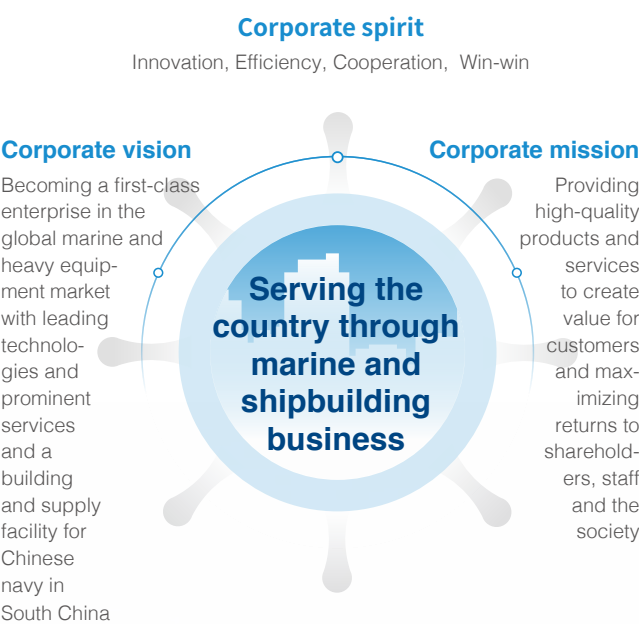 Corporate spirit
Innovation, Efficiency, Cooperation, Win-win
Corporate vision
Becoming a first-class
enterprise in the
global marine and
heavy equip-
ment market
with leading
technolo-
gies and
prominent
services
and a
building
and supply
facility for
Chinese
navy in
South China
Serving the
country through
marine and
shipbuilding
business
Corporate mission
Providing
high-quality
products and
services
to create
value for
customers
and max-
imizing
returns to
sharehold-
ers, staff
and the
society